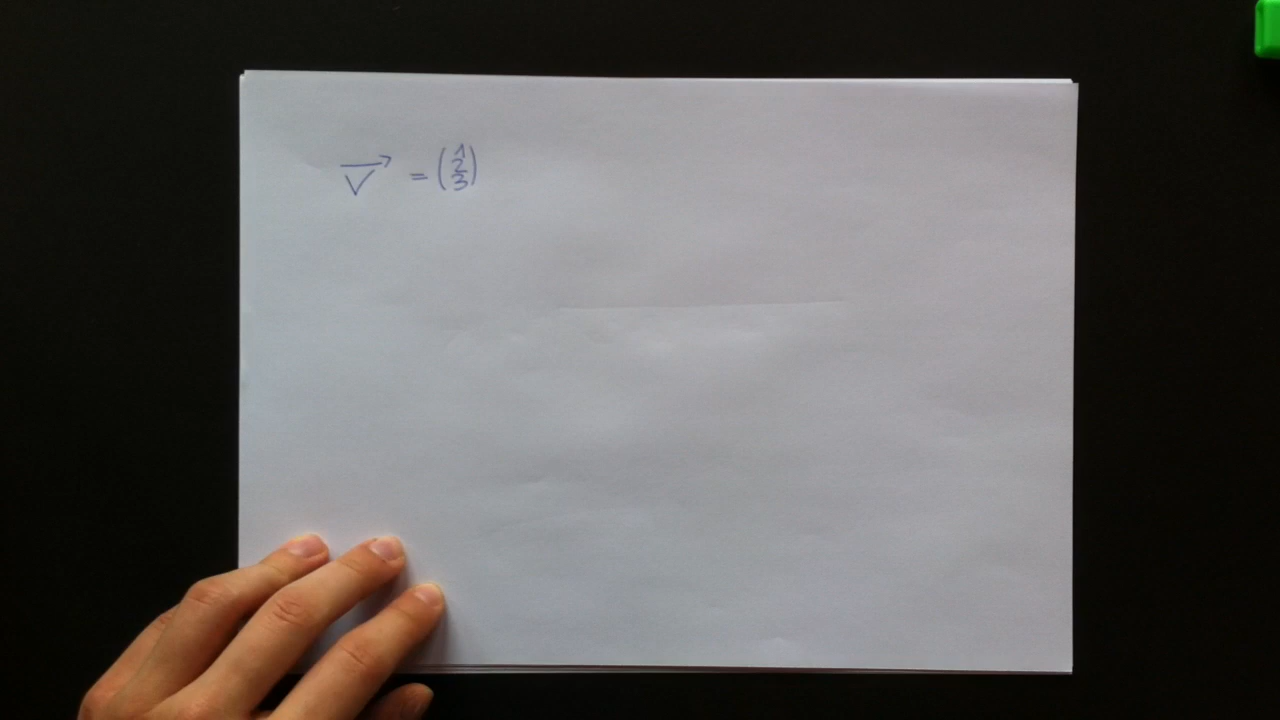 v⃗ = (1 2 3)